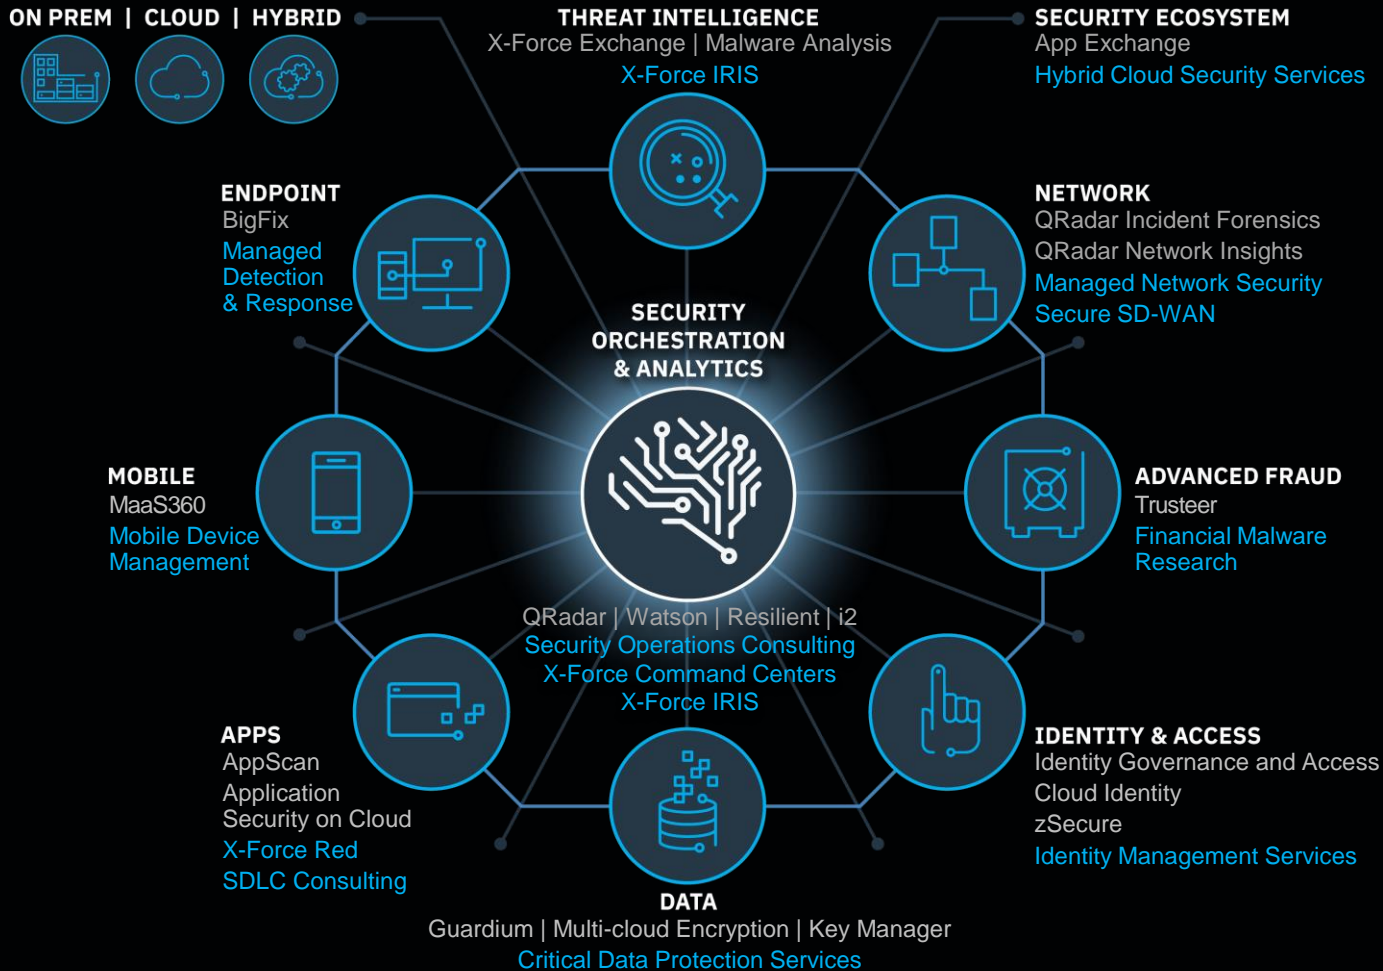 ON PREM | CLOUD | HYBRID
THREAT INTELLIGENCE
X-Force Exchange | Malware Analysis
X-Force IRIS
SECURITY ECOSYSTEM
App Exchange
Hybrid Cloud Security Services
ENDPOINT
BigFix
Managed
Detection
& Response
NETWORK
QRadar Incident Forensics
QRadar Network Insights
Managed Network Security
Secure SD-WAN
SECURITY
ORCHESTRATION
& ANALYTICS
MOBILE
MaaS360
Mobile Device
Management
ADVANCED FRAUD
Trusteer
Financial Malware
Research
QRadar | Watson | Resilient | i2
Security Operations Consulting
X-Force Command Centers
X-Force IRIS
APPS
AppScan
Application
Security on Cloud
X-Force Red
SDLC Consulting
IDENTITY & ACCESS
Identity Governance and Access
Cloud Identity
zSecure
Identity Management Services
DATA
Guardium | Multi-cloud Encryption | Key Manager
Critical Data Protection Services